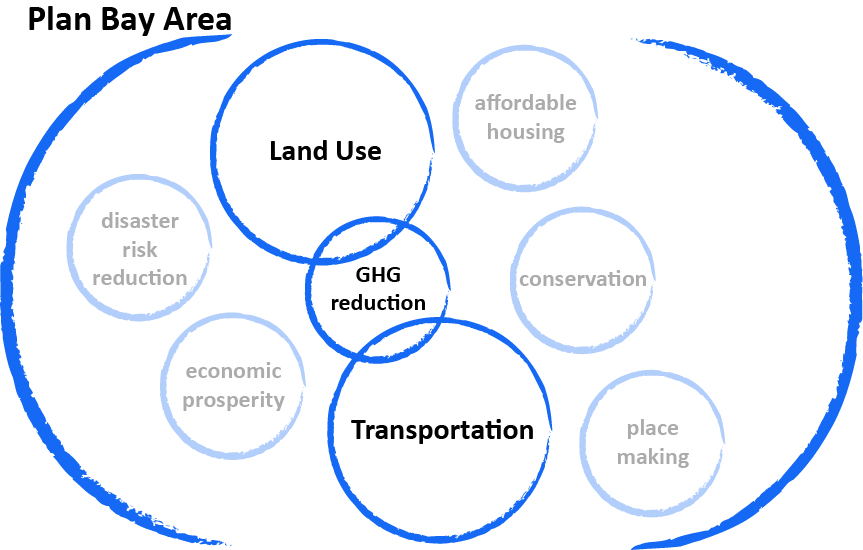 Plan Bay Area
affordable
housing
Land Use
disaster
risk
reduction
GHG
reduction
conservation
economic
prosperity
Transportation
place
making